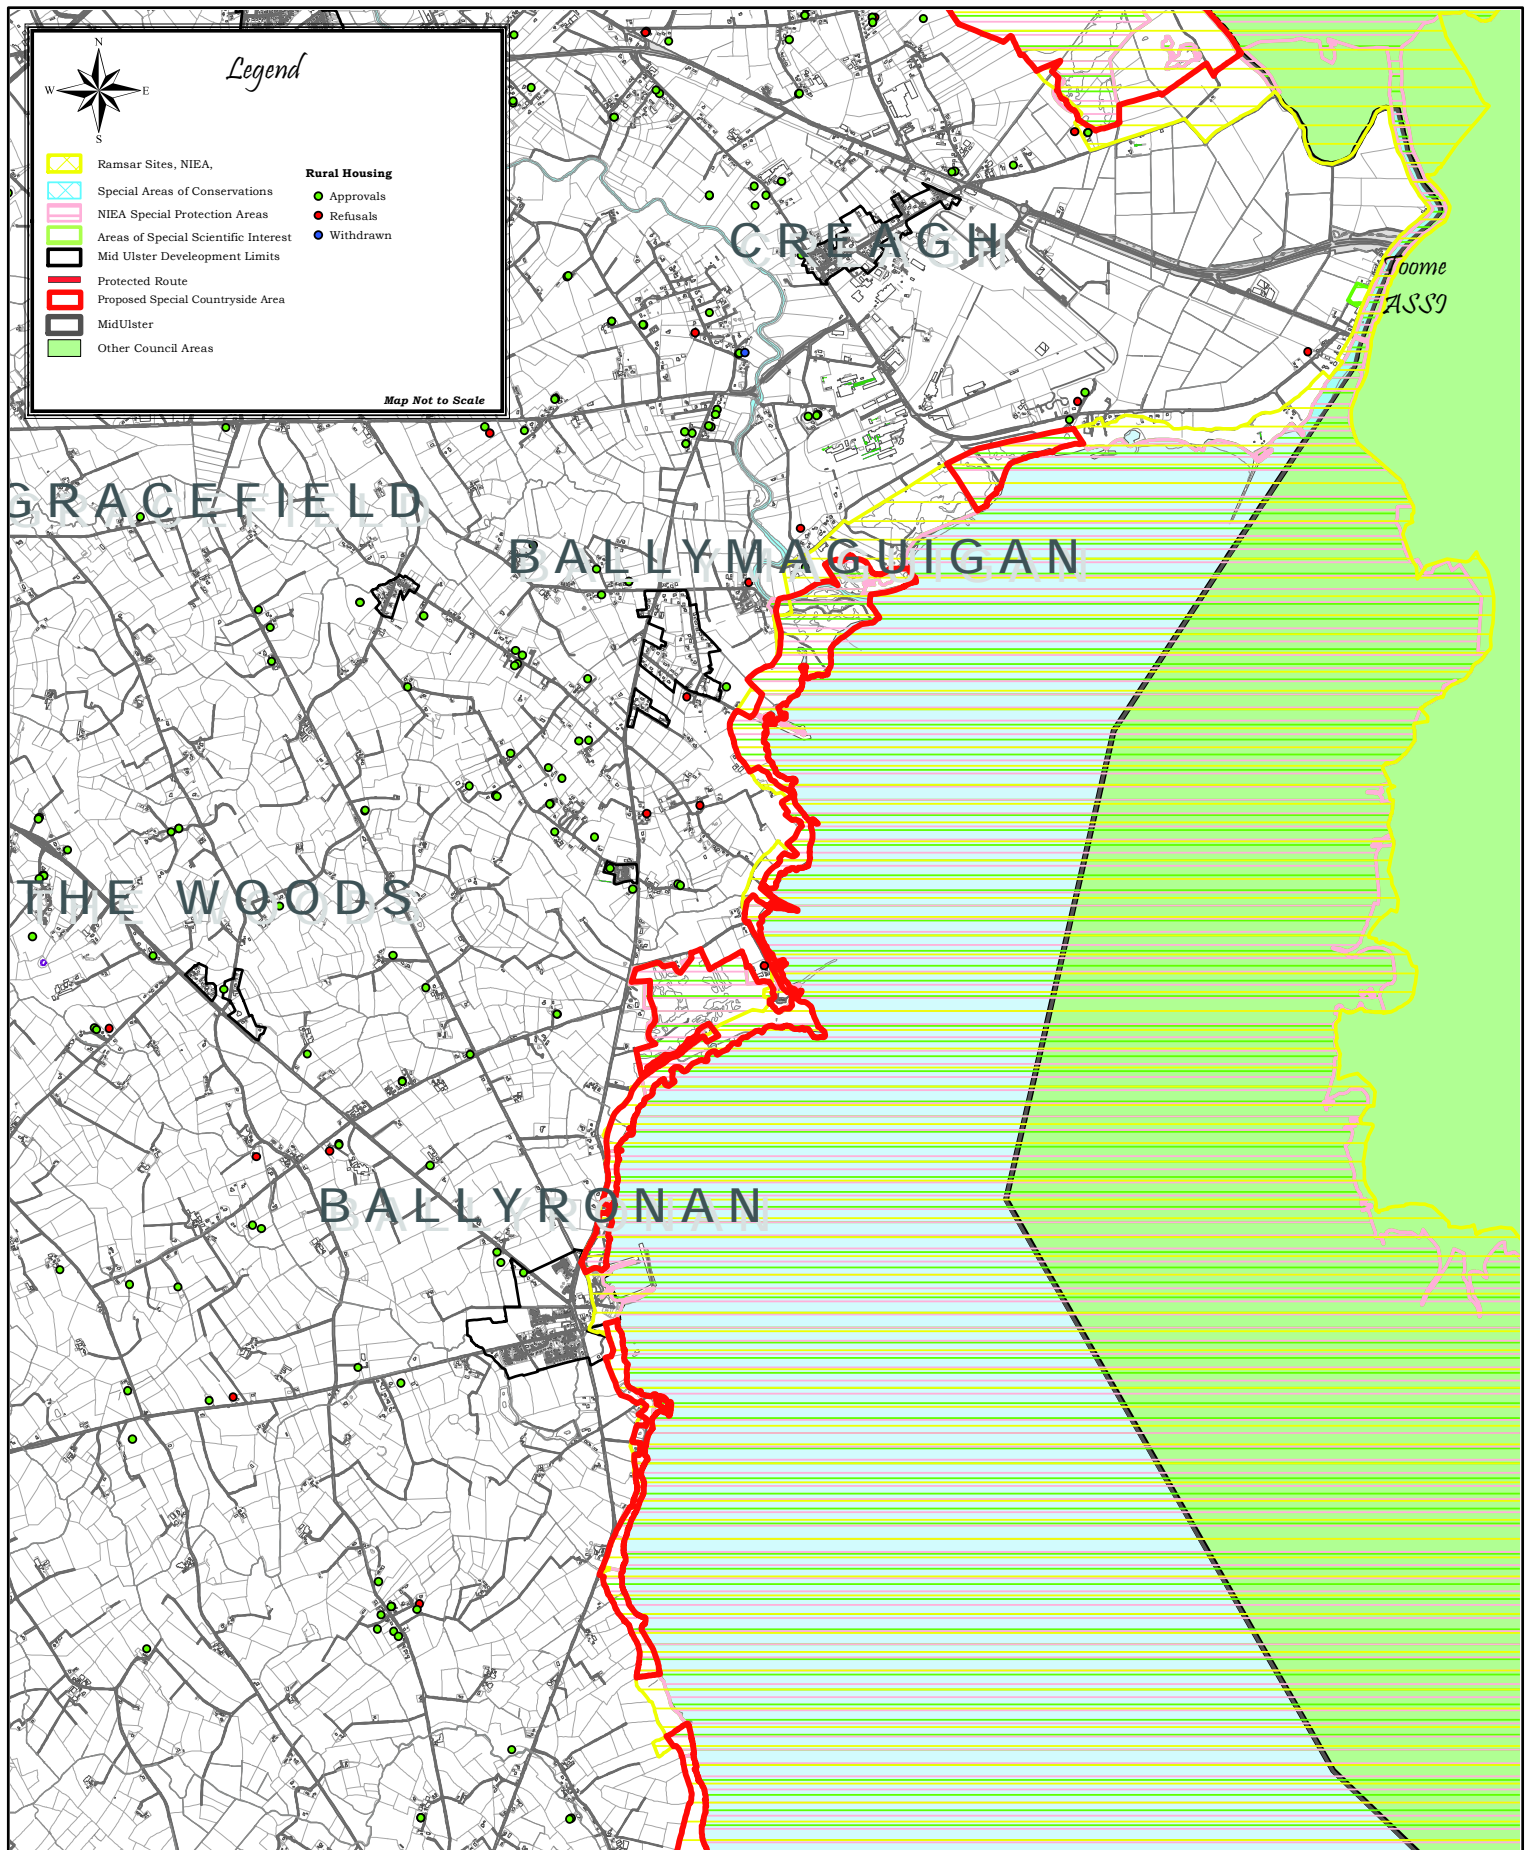 Legend
N
W
E
S
Ramsar Sites, NIEA,
Special Areas of Conservations
NIEA Special Protection Areas
Areas of Special Scientific Interest
Mid Ulster Develeopment Limits
Protected Route
Proposed Special Countryside Area
MidUlster
Other Council Areas
Rural Housing
Approvals
Refusals
Withdrawn
Map Not to Scale
CREAGH
Toome
ASSI
GRACEFIELD
BALLYMAGUIGAN
THE WOODS
BALLYRONAN